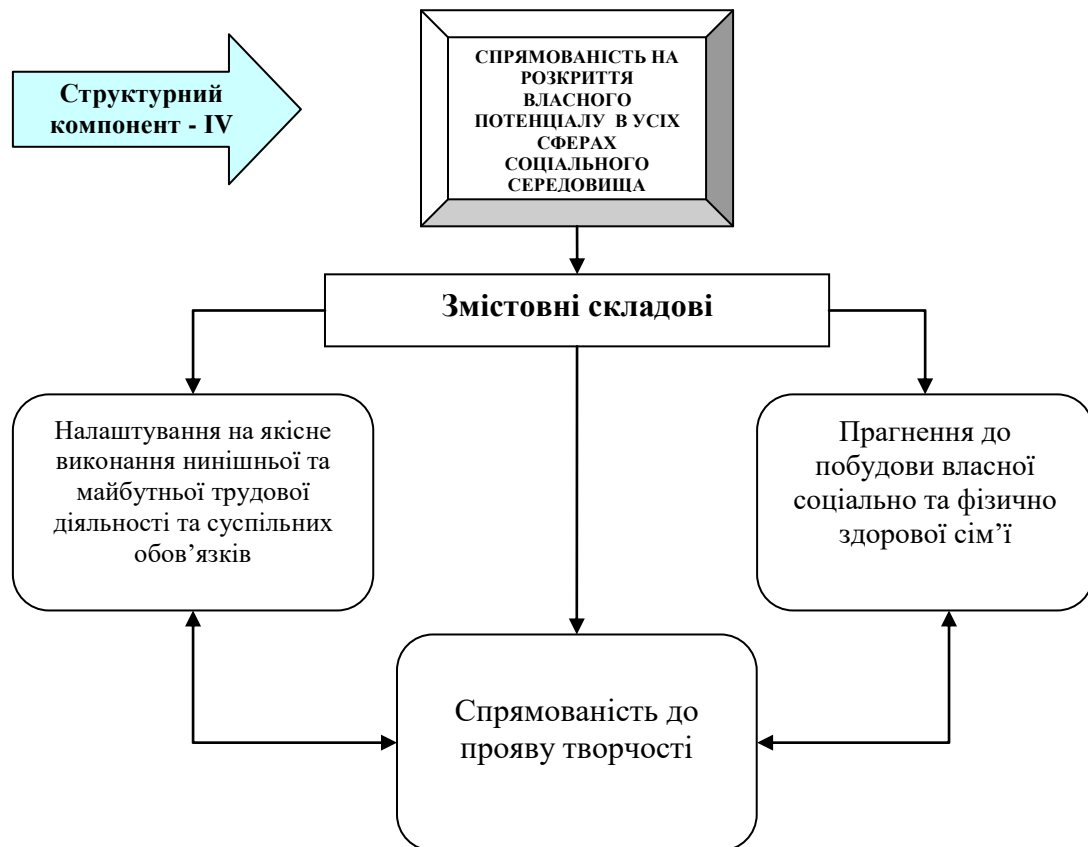 Структурний
компонент - IV
СПРЯМОВАНІСТЬ НА
РОЗКРИТТЯ
ВЛАСНОГО
ПОТЕНЦІАЛУ В УСІХ
СФЕРАХ
СОЦІАЛЬНОГО
СЕРЕДОВИЩА
Змістовні складові
Налаштування на якісне
виконання нинішньої та
майбутньої трудової
діяльності та суспільних
обов’язків
Прагнення до
побудови власної
соціально та фізично
здорової сім’ї
Спрямованість до
прояву творчості